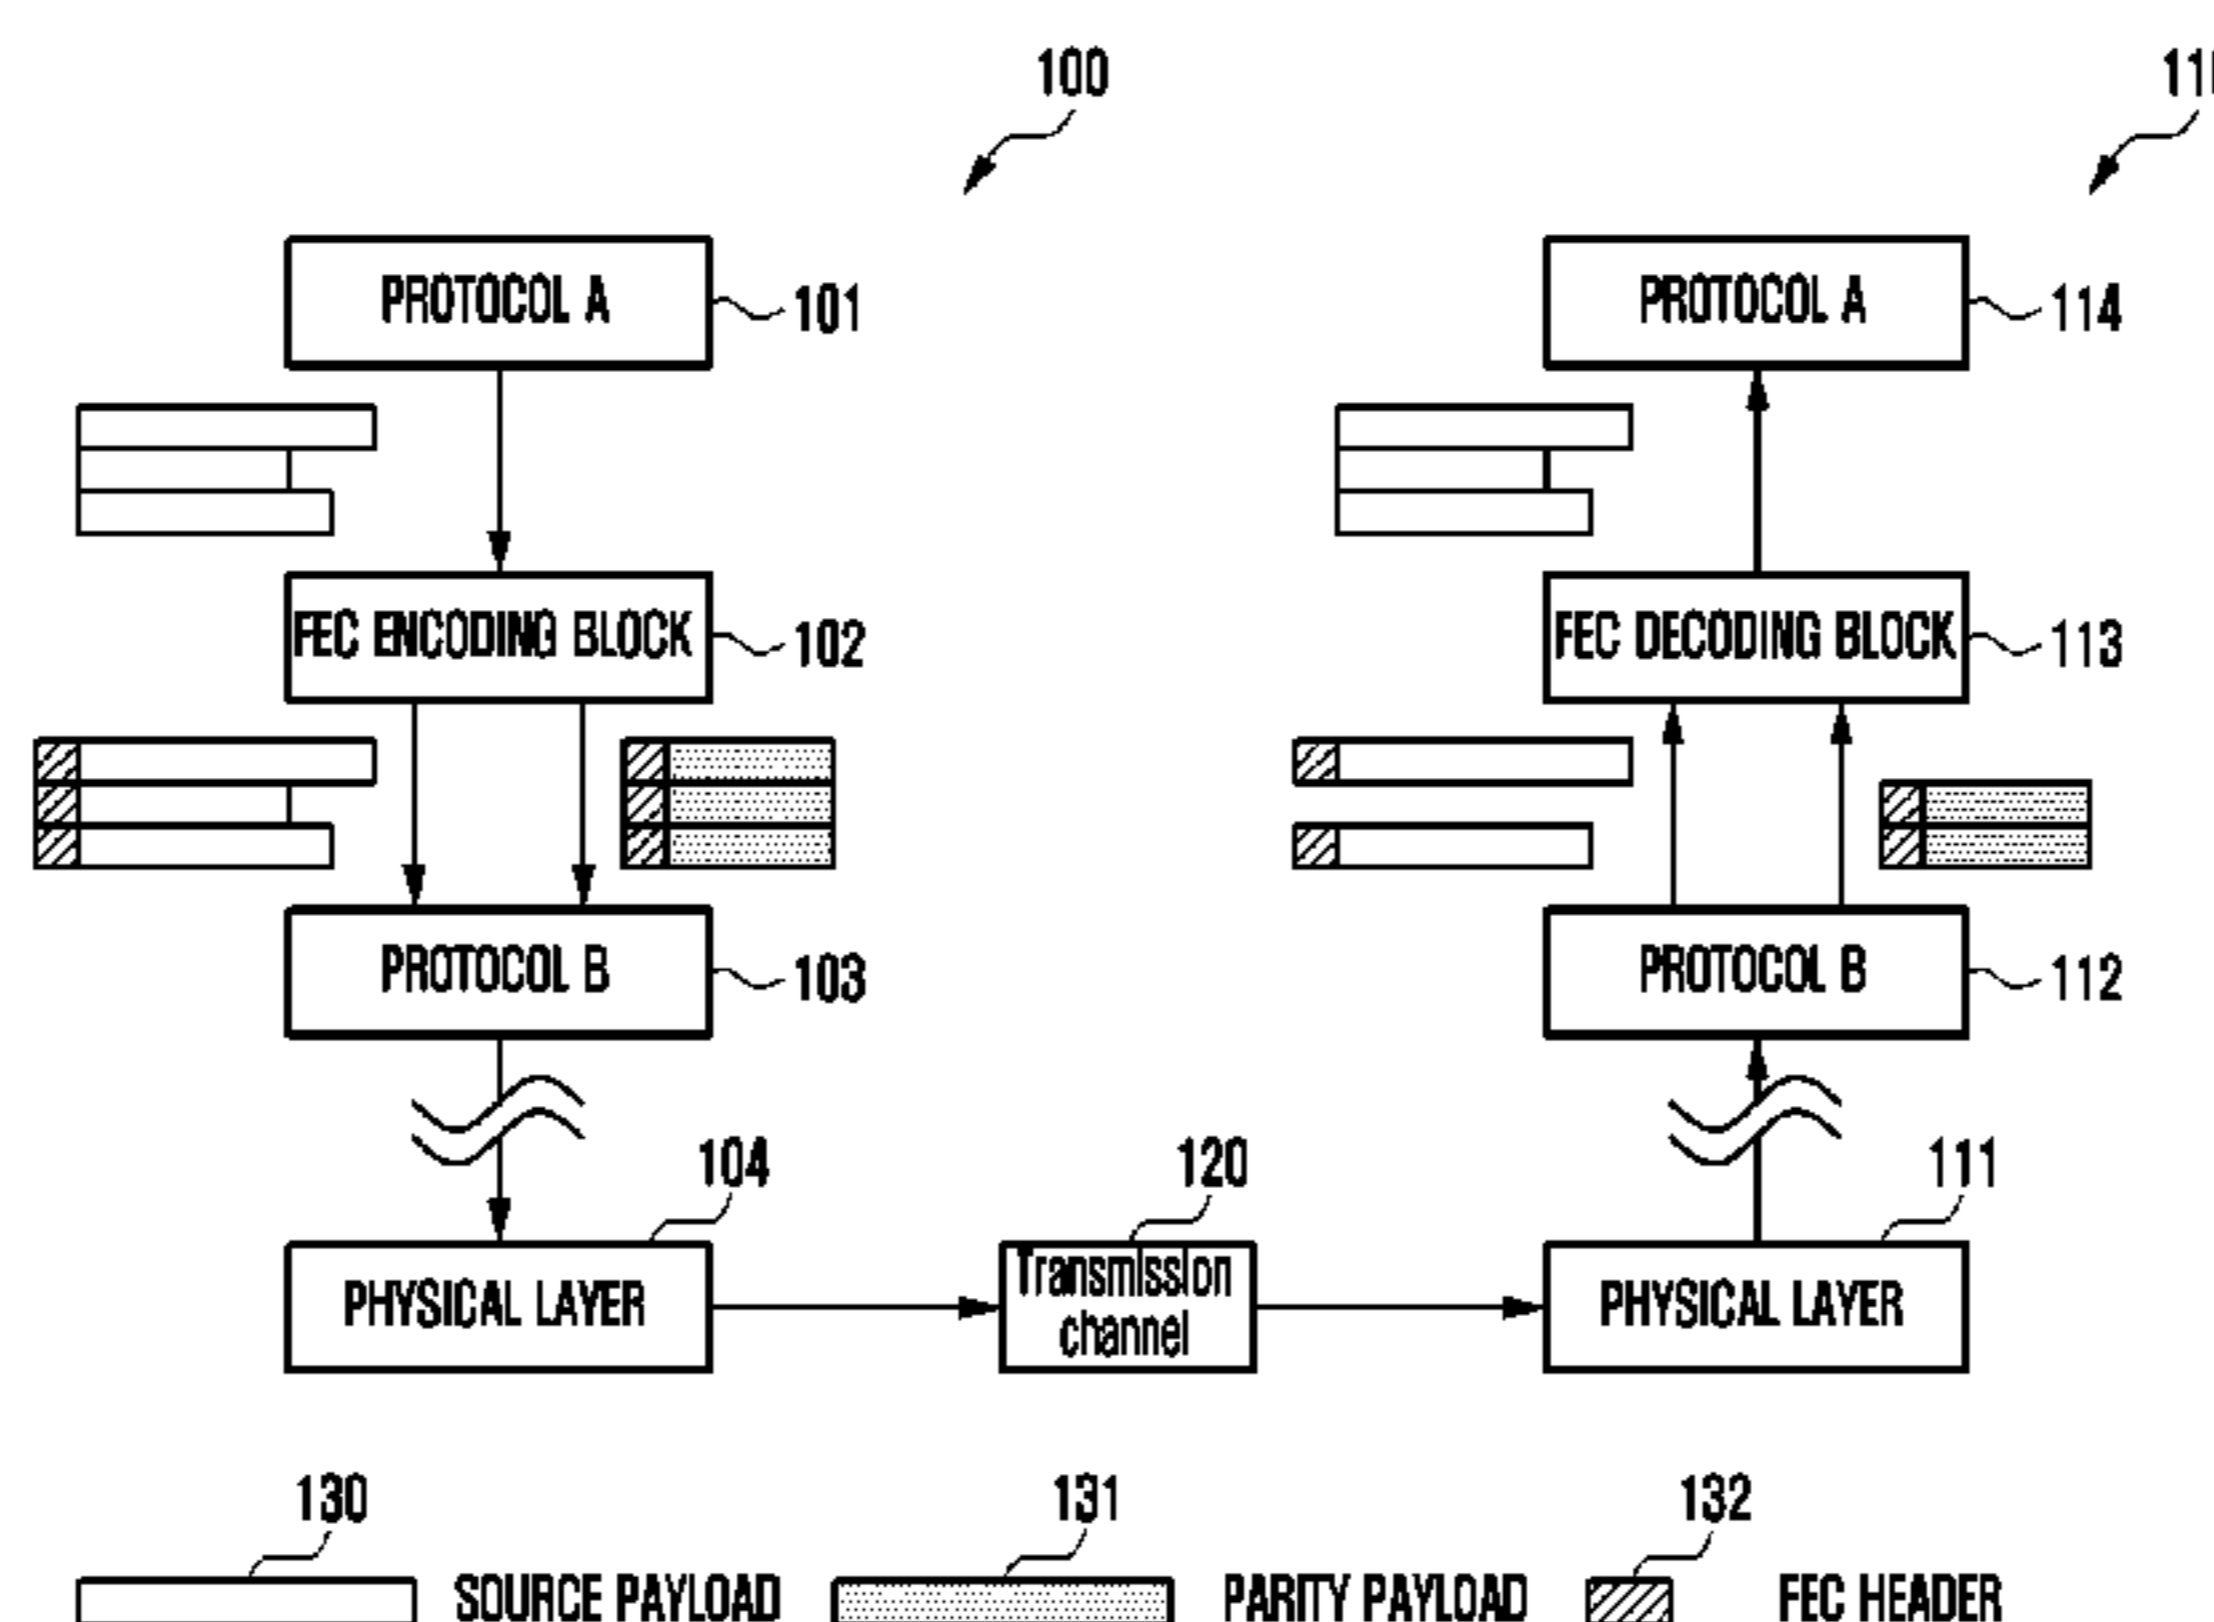 100
PROTOCOL A
101
PROTOCOL A
114
FEC ENCODING BLOCK
102
FEC DECODING BLOCK
113
PROTOCOL B
103
PROTOCOL B
112
104
120
111
PHYSICAL LAYER
Transmission
channel
PHYSICAL LAYER
130
131
132
SOURCE PAYLOAD
PARITY PAYLOAD
FEC HEADER